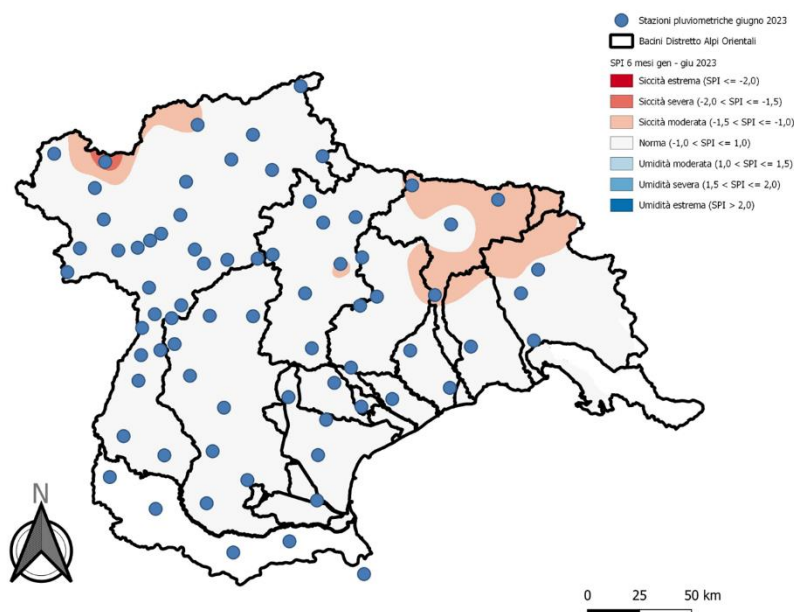 Stazioni pluviometriche giugno 2023
Bacini Distretto Alpi Orientali
SPI 6 mesi gen - giu 2023
Siccità estrema (SPI <= -2,0)
Siccità severa (-2,0 < SPI <= -1,5)
Siccità moderata (-1,5 < SPI <= -1,0)
Norma (-1,0 < SPI <= 1,0)
Umidità moderata (1,0 < SPI <= 1,5)
Umidità severa (1,5 < SPI <= 2,0)
Umidità estrema (SPI > 2,0)
N
0 25 50 km